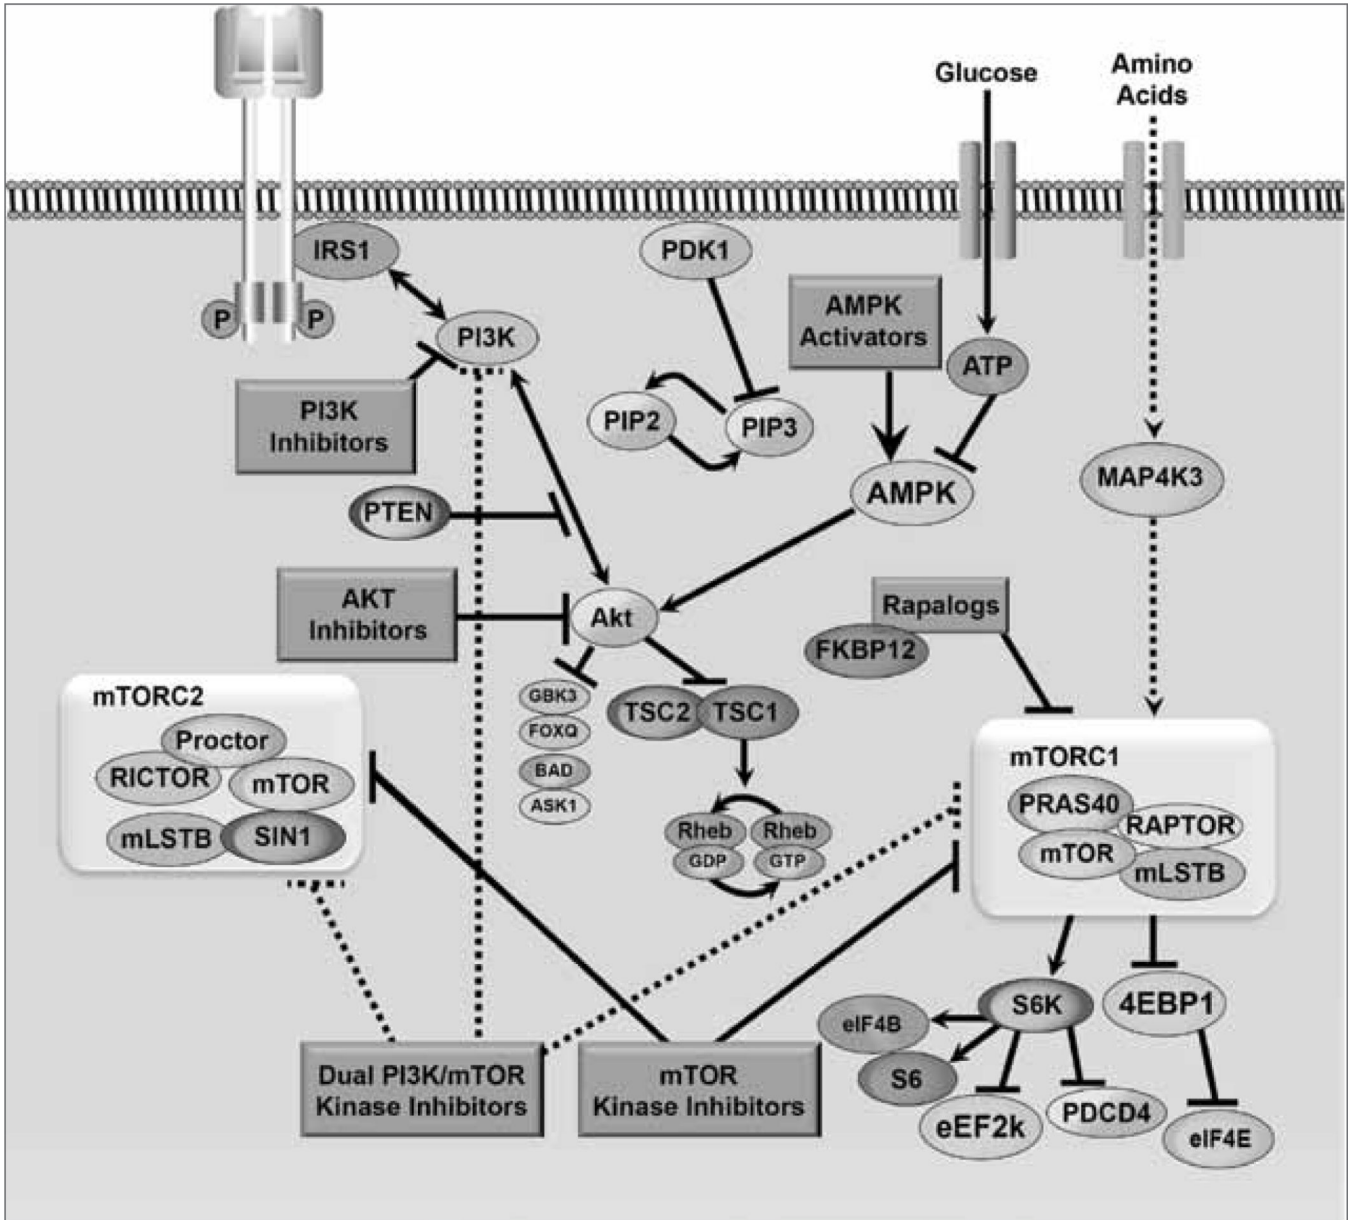 Glucose
Amino
Acids
IRS1
PDK1
P
P
PI3K
AMPK
Activators
ATP
PI3K
Inhibitors
PIP2
PIP3
AMPK
MAP4K3
PTEN
AKT
Inhibitors
Akt
Rapalogs
FKBP12
mTORC2
Proctor
RICTOR
mTOR
mLSTB
SIN1
GBK3
FOXQ
BAD
ASK1
TSC2
TSC1
Rheb
GDP
Rheb
GTP
mTORC1
PRAS40
RAPTOR
mTOR
mLSTB
S6K
4EBP1
eIF4B
S6
eEF2k
PDCD4
eIF4E
Dual PI3K/mTOR
Kinase Inhibitors
mTOR
Kinase Inhibitors